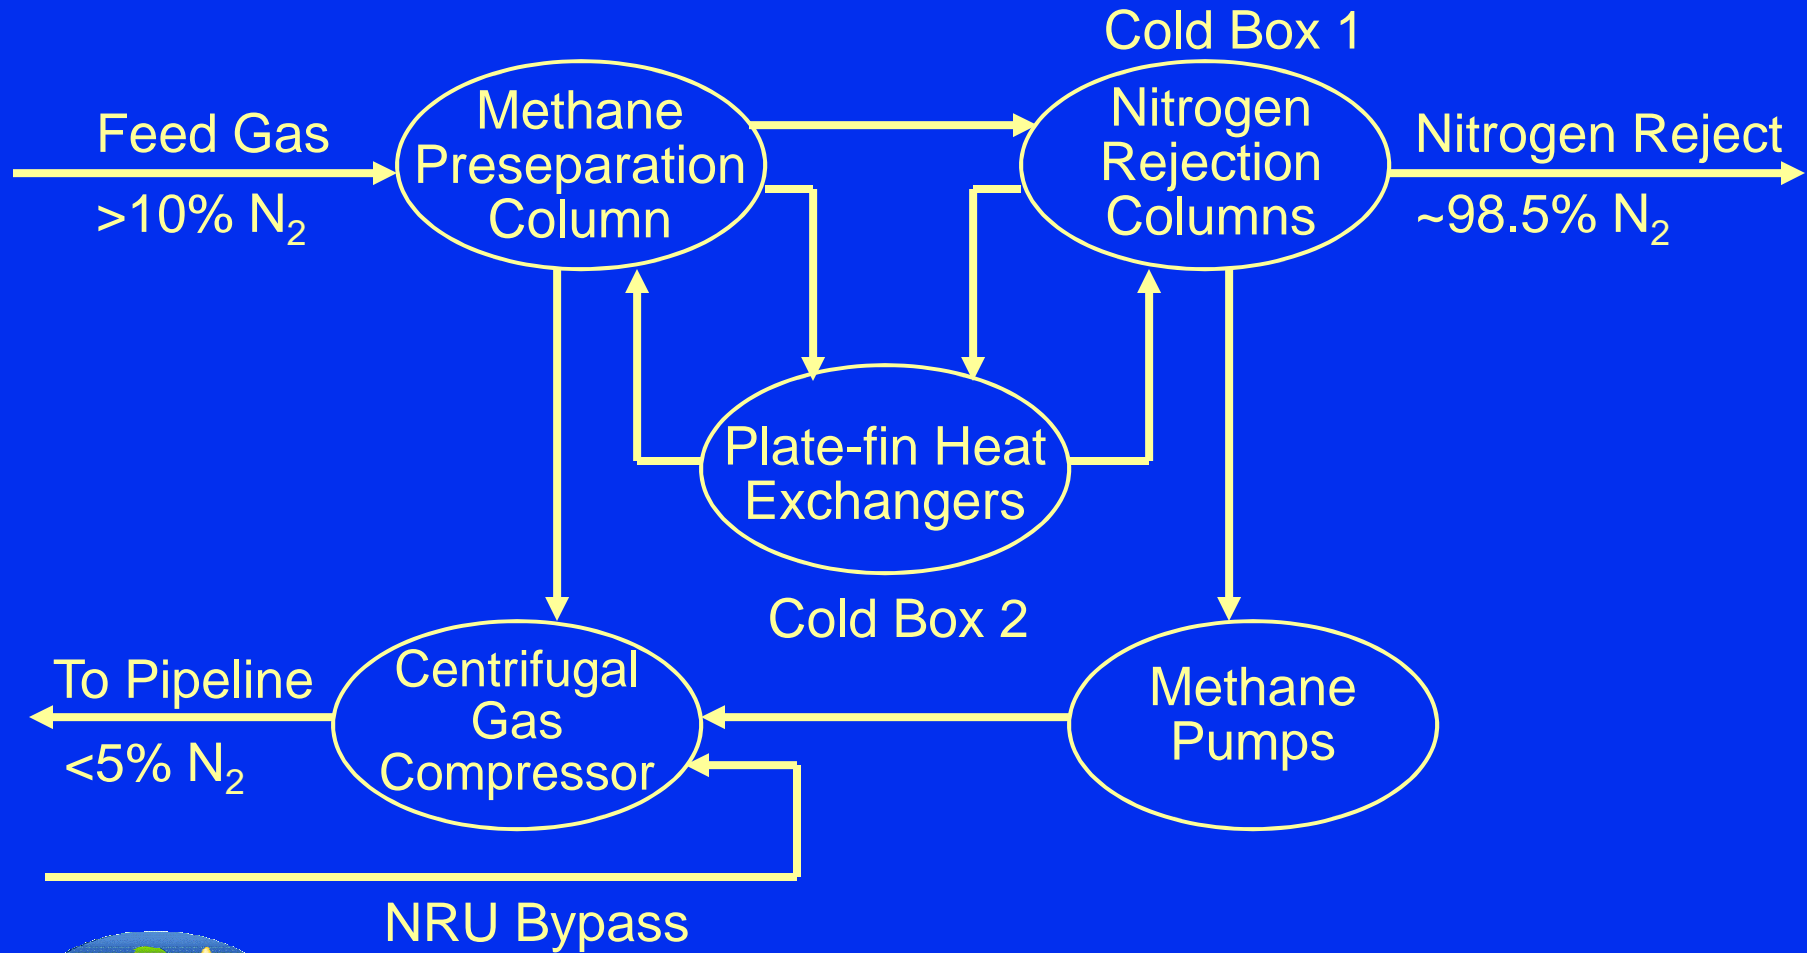 Cold Box 1
Feed Gas
>10% N₂
Methane
Preseparation
Column
Nitrogen
Rejection
Columns
Nitrogen Reject
~98.5% N₂
Plate-fin Heat
Exchangers
Cold Box 2
To Pipeline
<5% N₂
Centrifugal
Gas
Compressor
Methane
Pumps
NRU Bypass